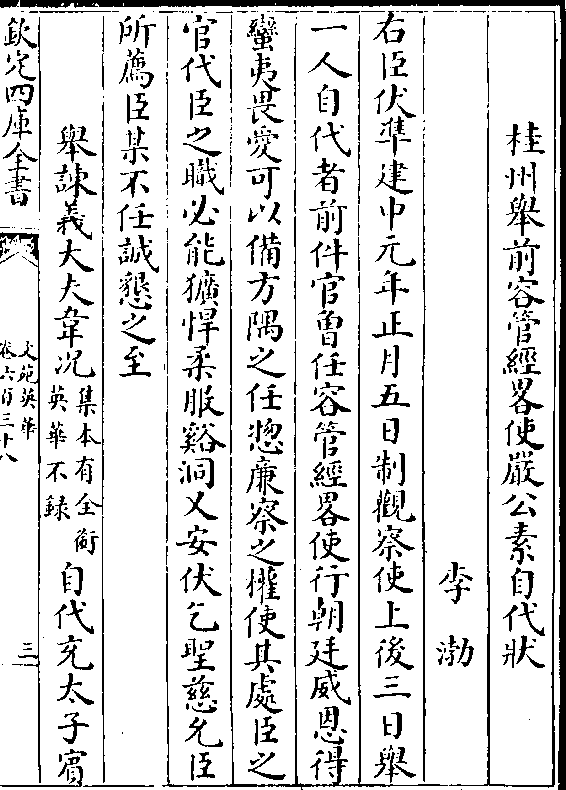 桂州舉前容管經畧使嚴公素自代狀
李渤
右臣伏準建中元年正月五日制觀察使上後三日舉
一人自代者前件官曾任容管經畧使行朝廷威恩得
蠻夷畏愛可以備方隅之任惣廉察之權使其處臣之
官代臣之職必能獷悍柔服谿洞乂安伏乞聖慈允臣
所薦臣某不任誠懇之至
舉諫義大夫韋況集本有全銜英華不録自代充太子賔
欽定四庫全書
文苑英華
卷六百三十八
三